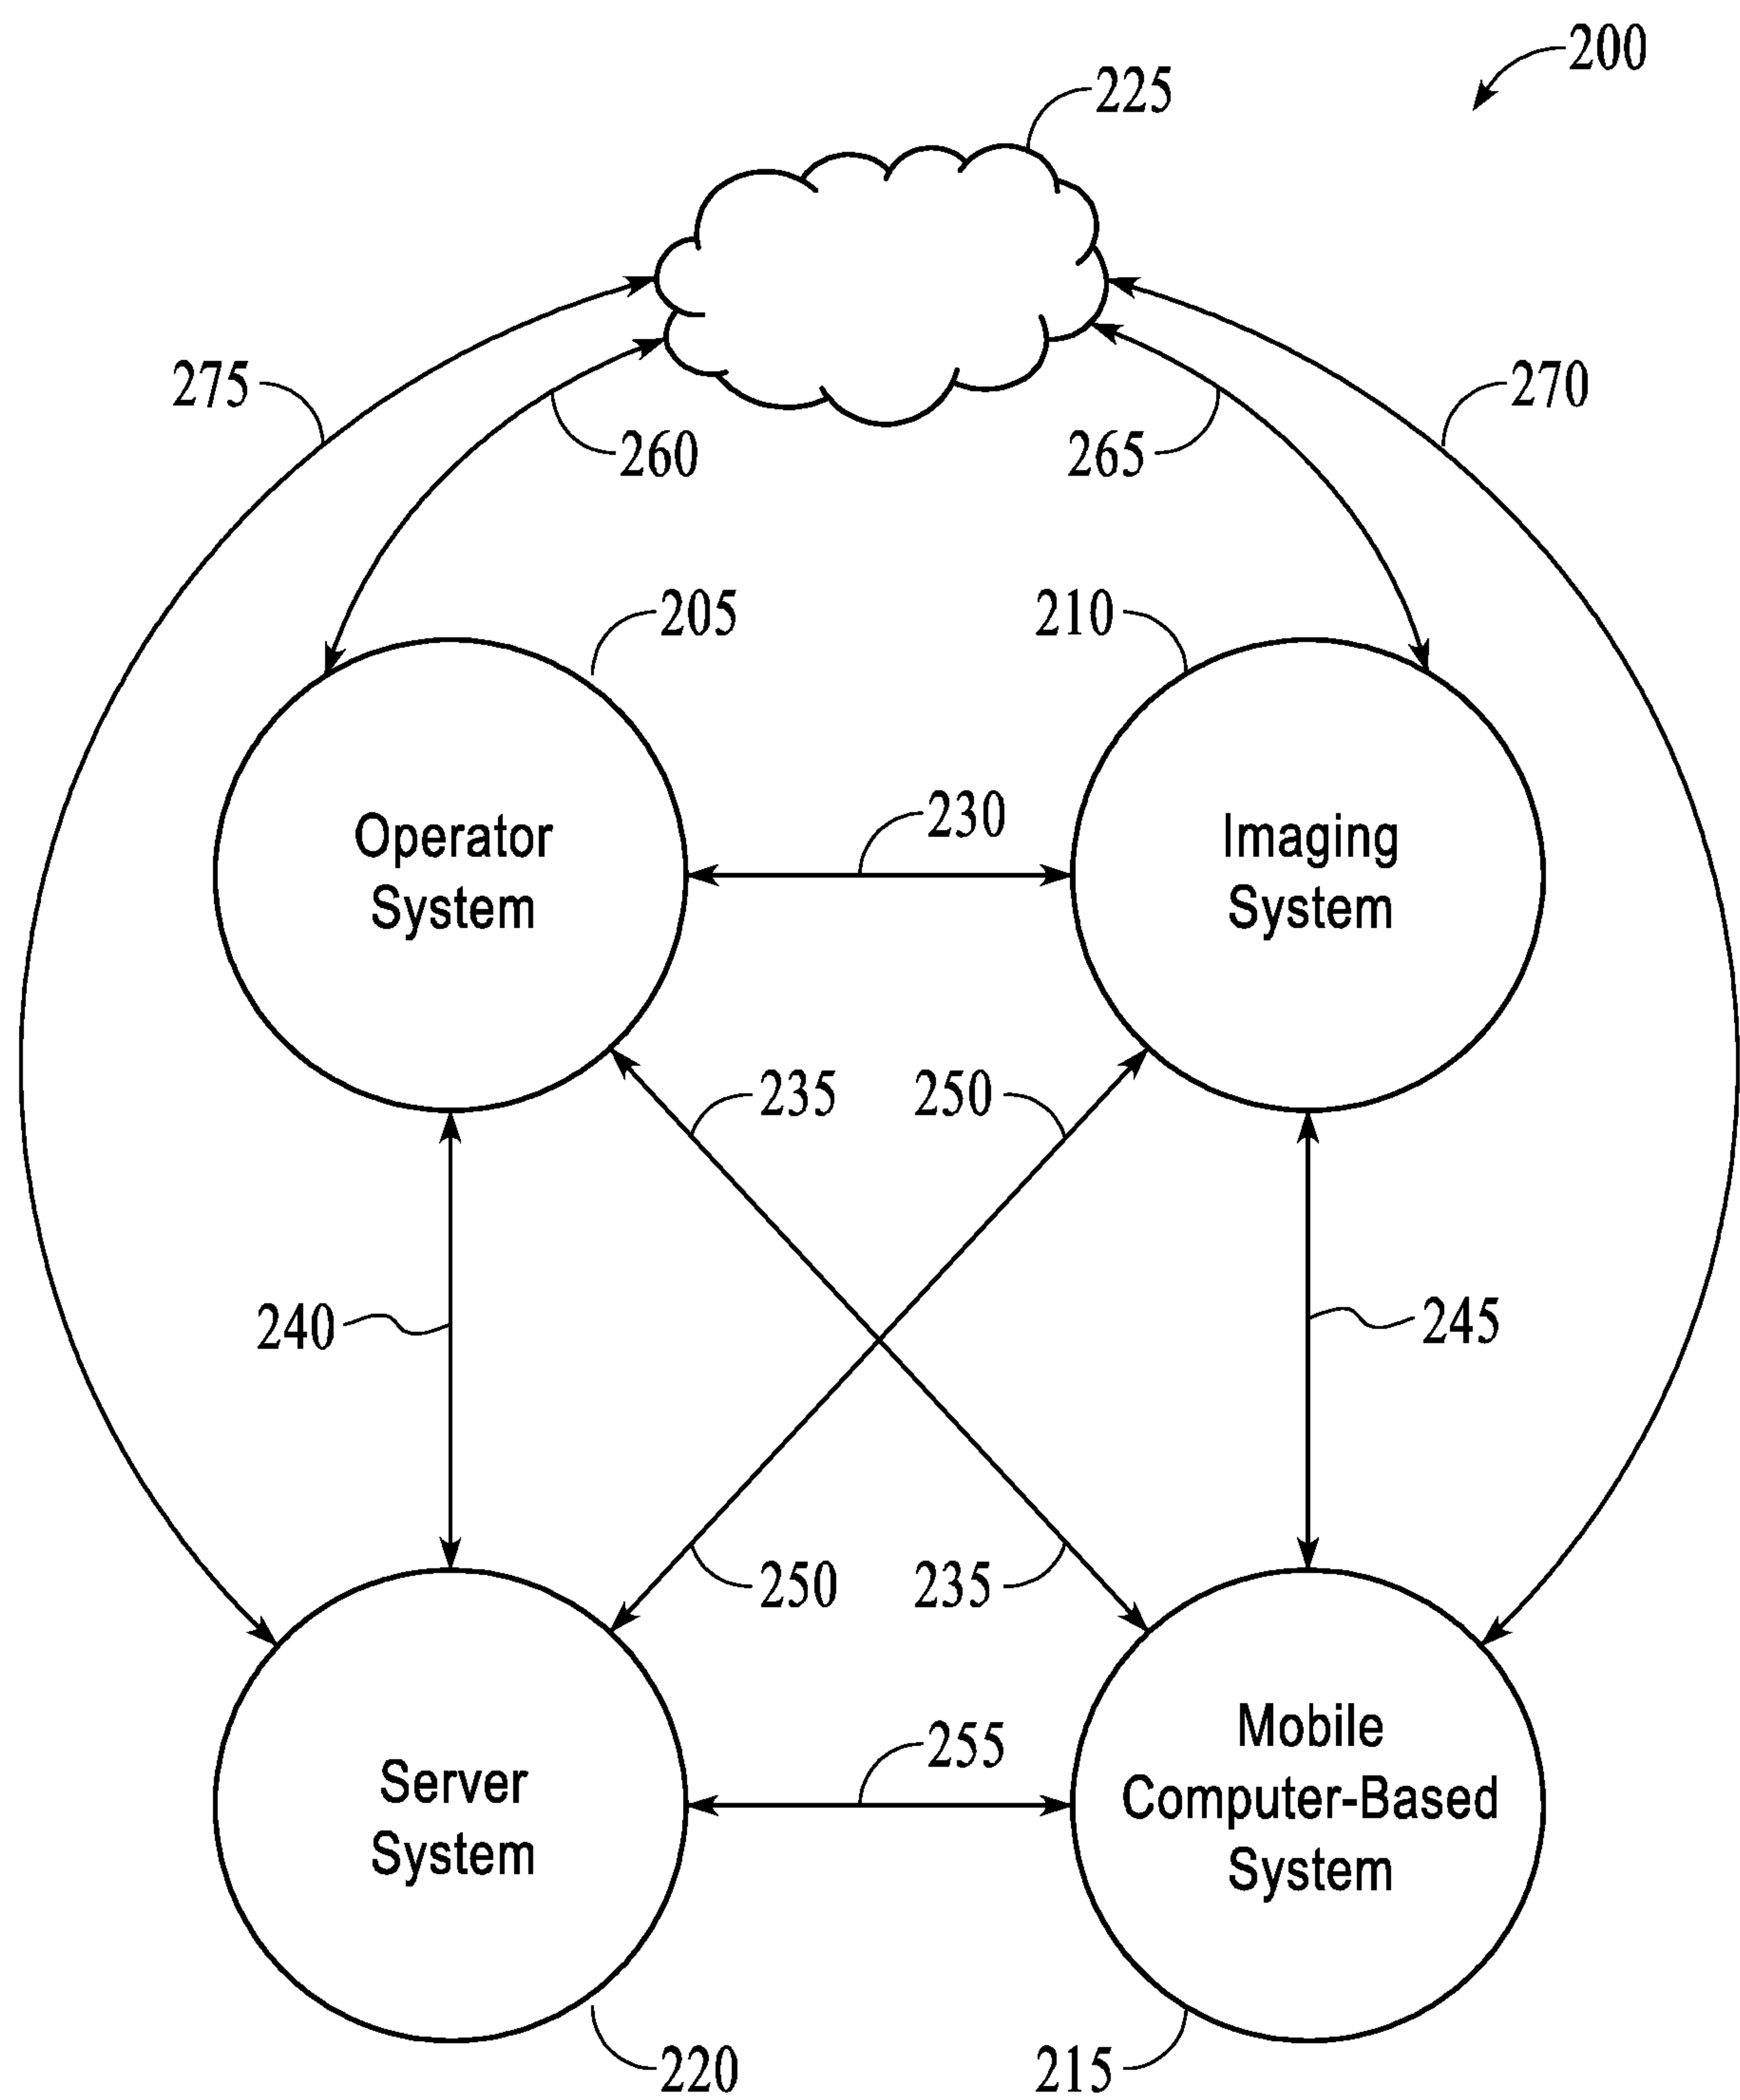 200
225
275
270
260
265
205
210
230
Operator
System
Imaging
System
235
250
240
245
250
235
255
Server
System
Mobile
Computer-Based
System
220
215